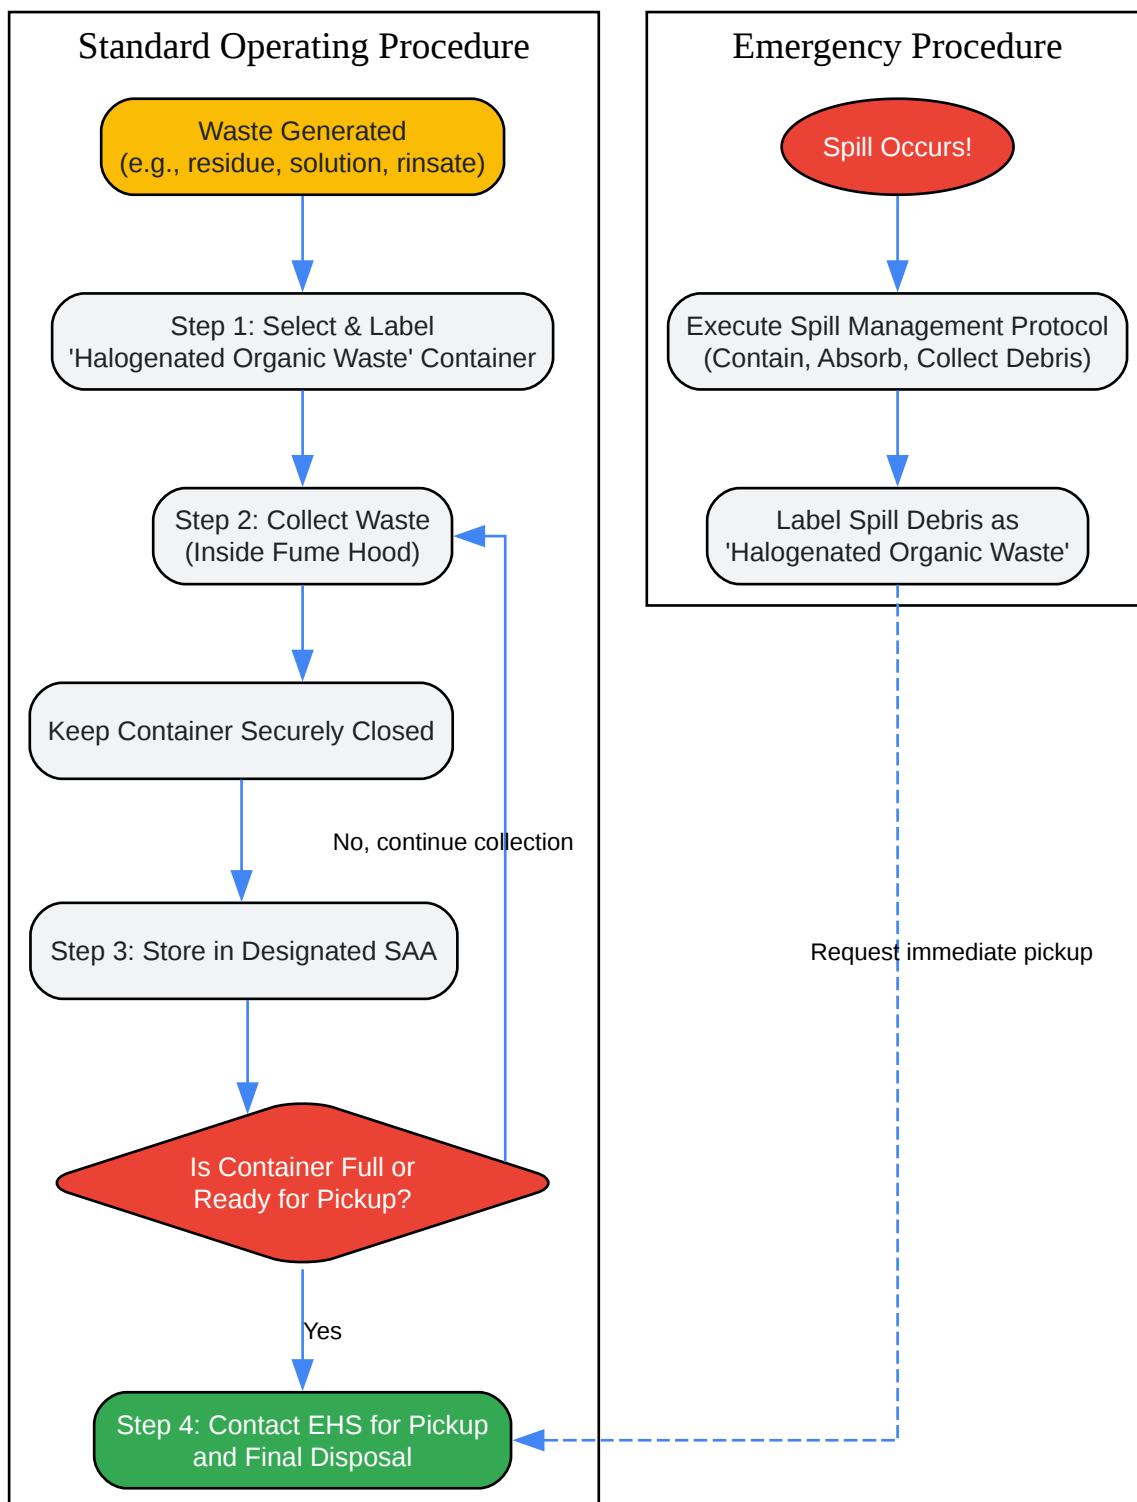 Standard Operating Procedure
Waste Generated
(e.g., residue, solution, rinsate)
Step 1: Select & Label
'Halogenated Organic Waste' Container
Step 2: Collect Waste
(Inside Fume Hood)
Keep Container Securely Closed
No, continue collection
Step 3: Store in Designated SAA
Is Container Full or
Ready for Pickup?
Yes
Step 4: Contact EHS for Pickup
and Final Disposal
Emergency Procedure
Spill Occurs!
Execute Spill Management Protocol
(Contain, Absorb, Collect Debris)
Label Spill Debris as
'Halogenated Organic Waste'
Request immediate pickup